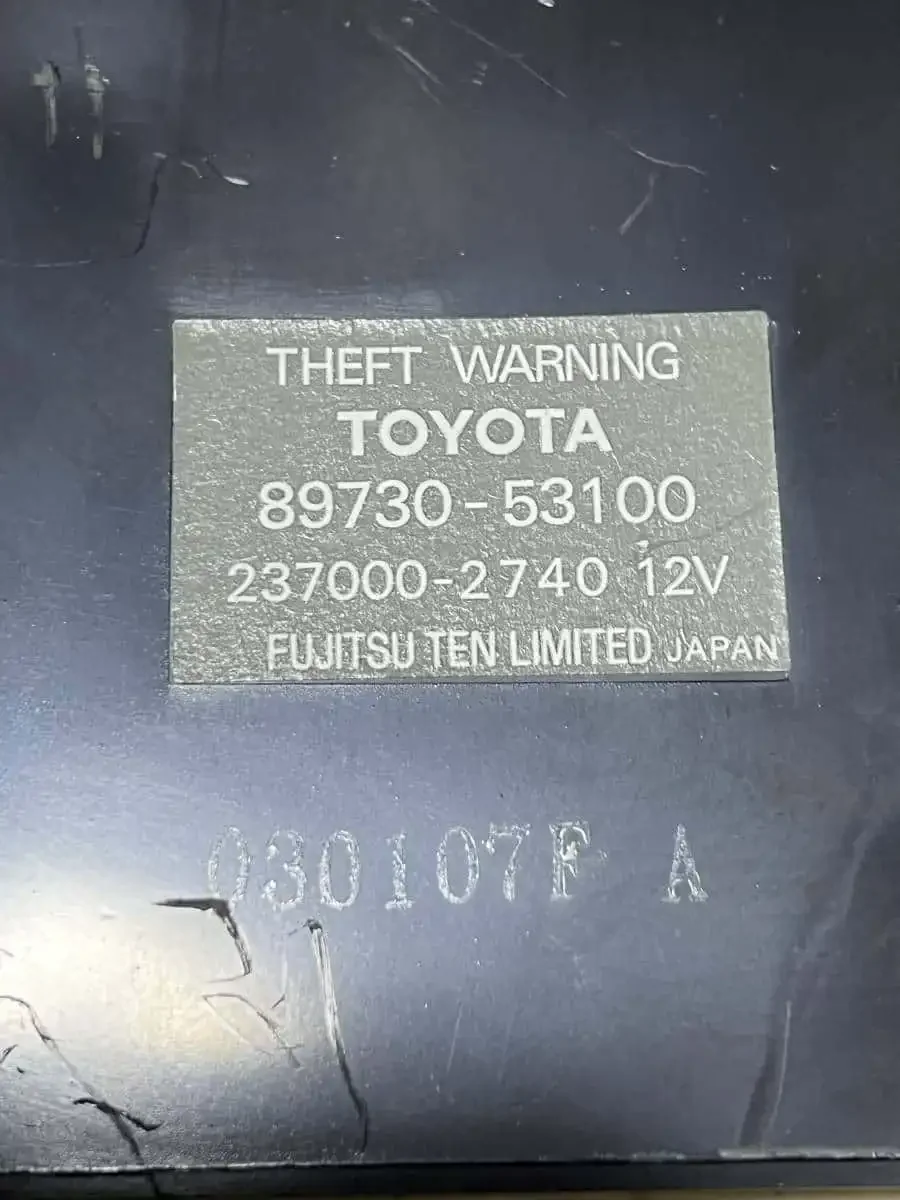 THEFT WARNING
TOYOTA
89730-53100
237000-2740 12V
FUJITSU TEN LIMITED JAPAN
030107F A